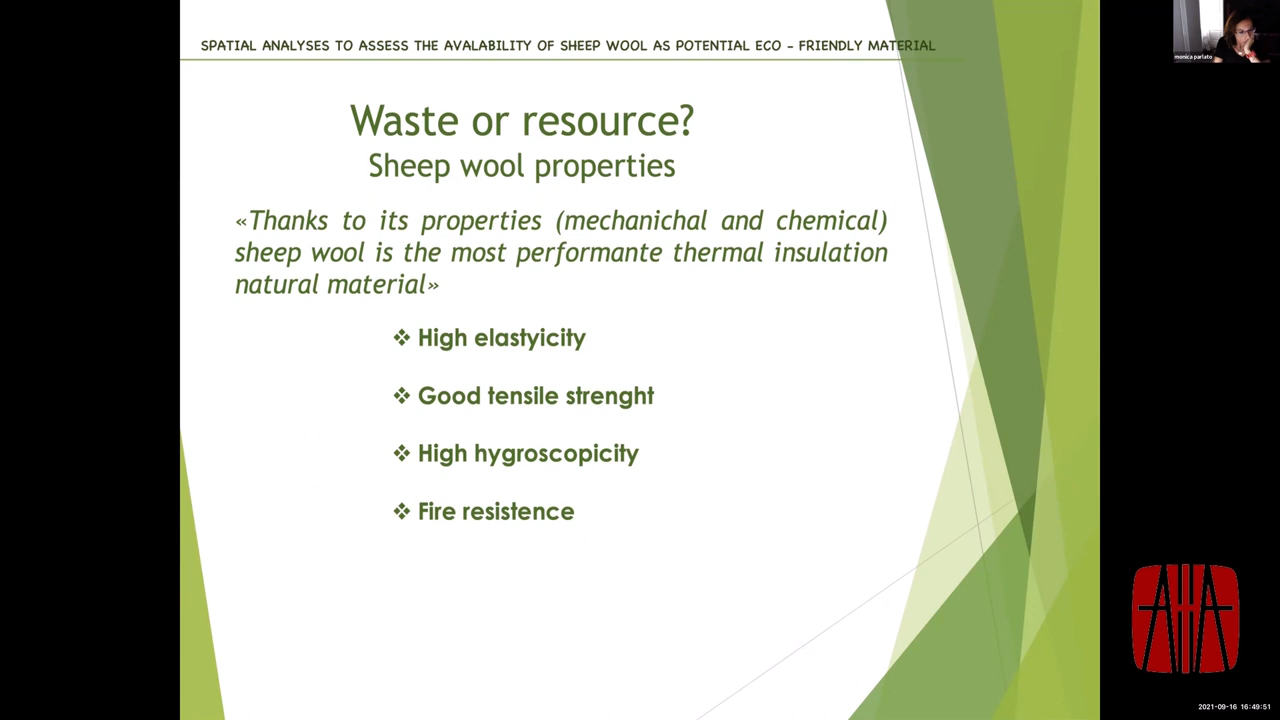 SPATIAL ANALYSES TO ASSESS THE AVALABILITY OF SHEEP WOOL AS POTENTIAL ECO – FRIENDLY MATERIAL
monica parlato
Waste or resource?
Sheep wool properties
«Thanks to its properties (mechanichal and chemical)
sheep wool is the most performante thermal insulation
natural material»
❖ High elastyicity
❖ Good tensile strenght
❖ High hygroscopicity
❖ Fire resistence
AIIA
2021-09-16 16:49:51